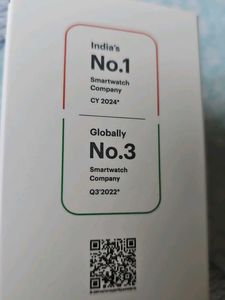 India's
No.1
Smartwatch
Company
CY 2024*
Globally
No.3
Smartwatch
Company
Q3'2022*